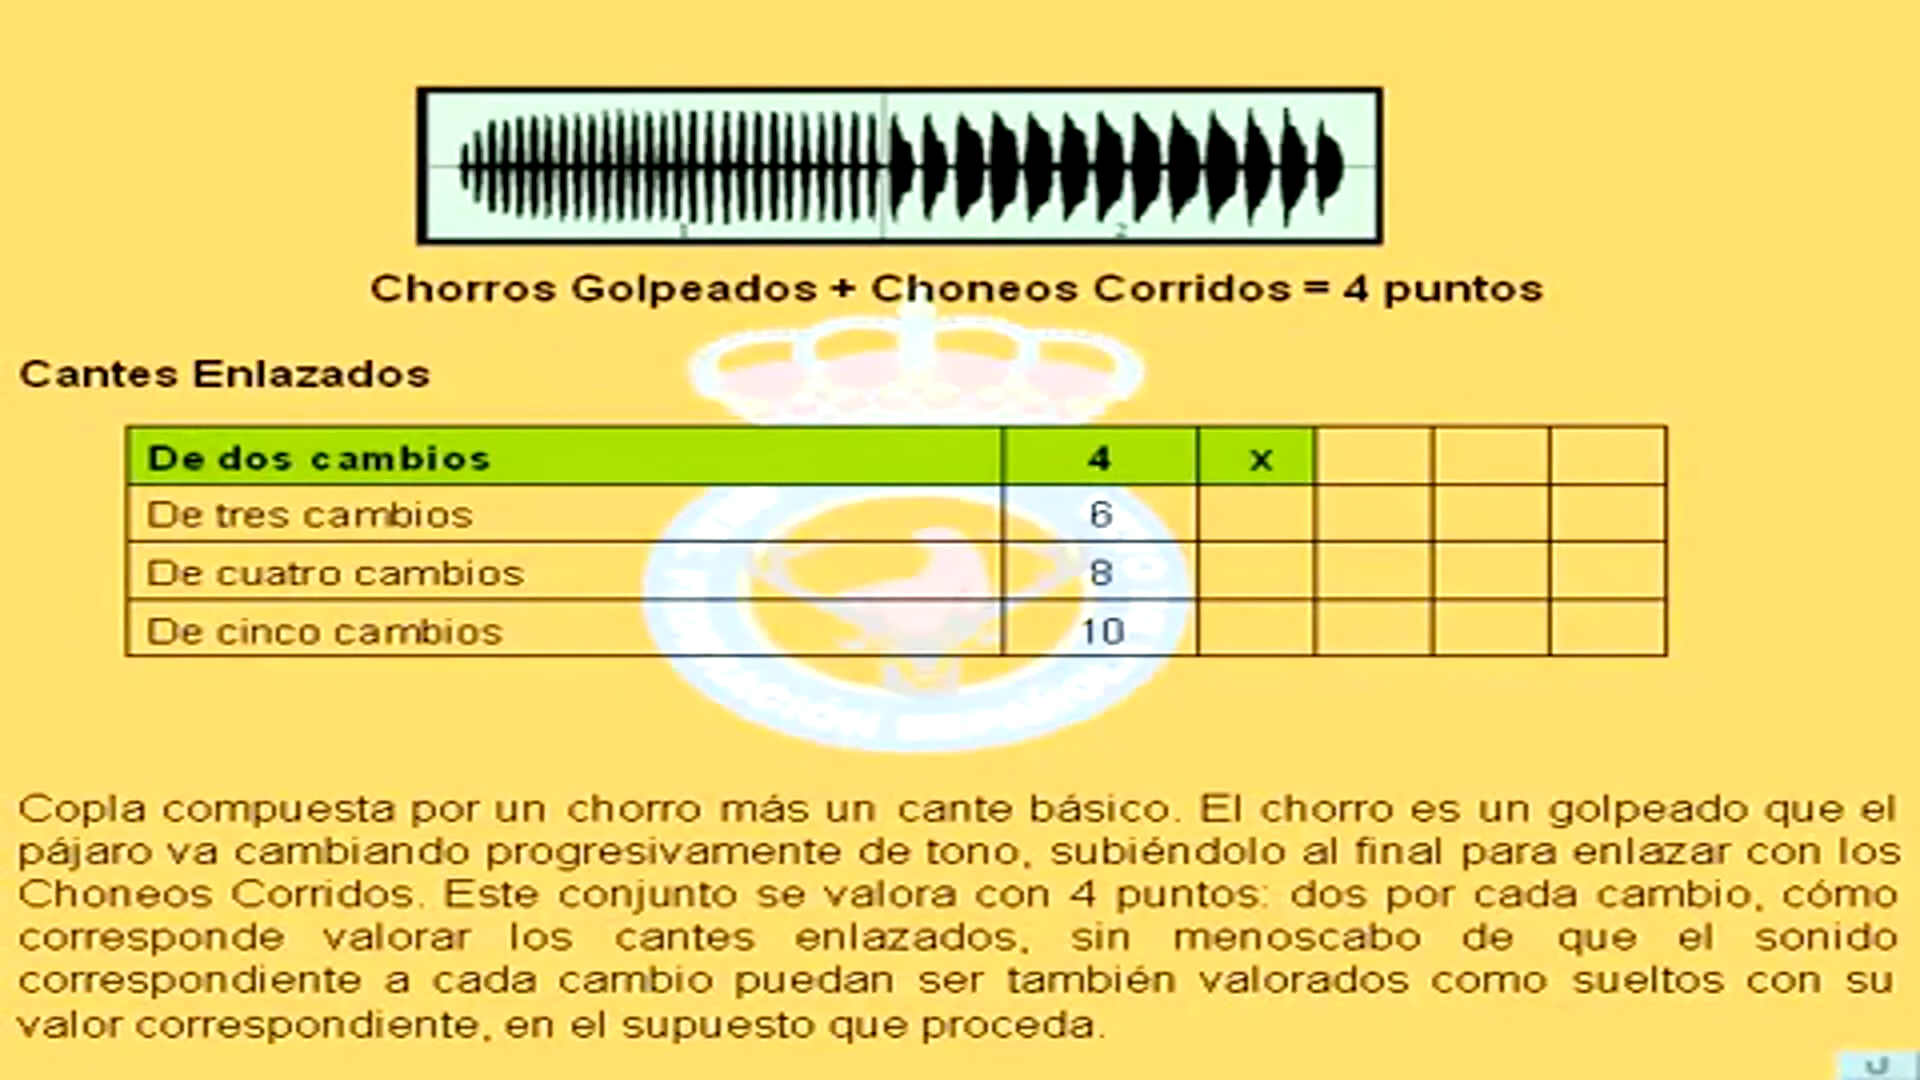 1 2
Chorros Golpeados + Choneos Corridos = 4 puntos
Cantes Enlazados
De dos cambios 4 x
De tres cambios 6
De cuatro cambios 8
De cinco cambios 10
Copla compuesta por un chorro más un cante básico. El chorro es un golpeado que el
pájaro va cambiando progresivamente de tono, subiéndolo al final para enlazar con los
Choneos Corridos. Este conjunto se valora con 4 puntos: dos por cada cambio, cómo
corresponde valorar los cantes enlazados, sin menoscabo de que el sonido
correspondiente a cada cambio puedan ser también valorados como sueltos con su
valor correspondiente, en el supuesto que proceda.